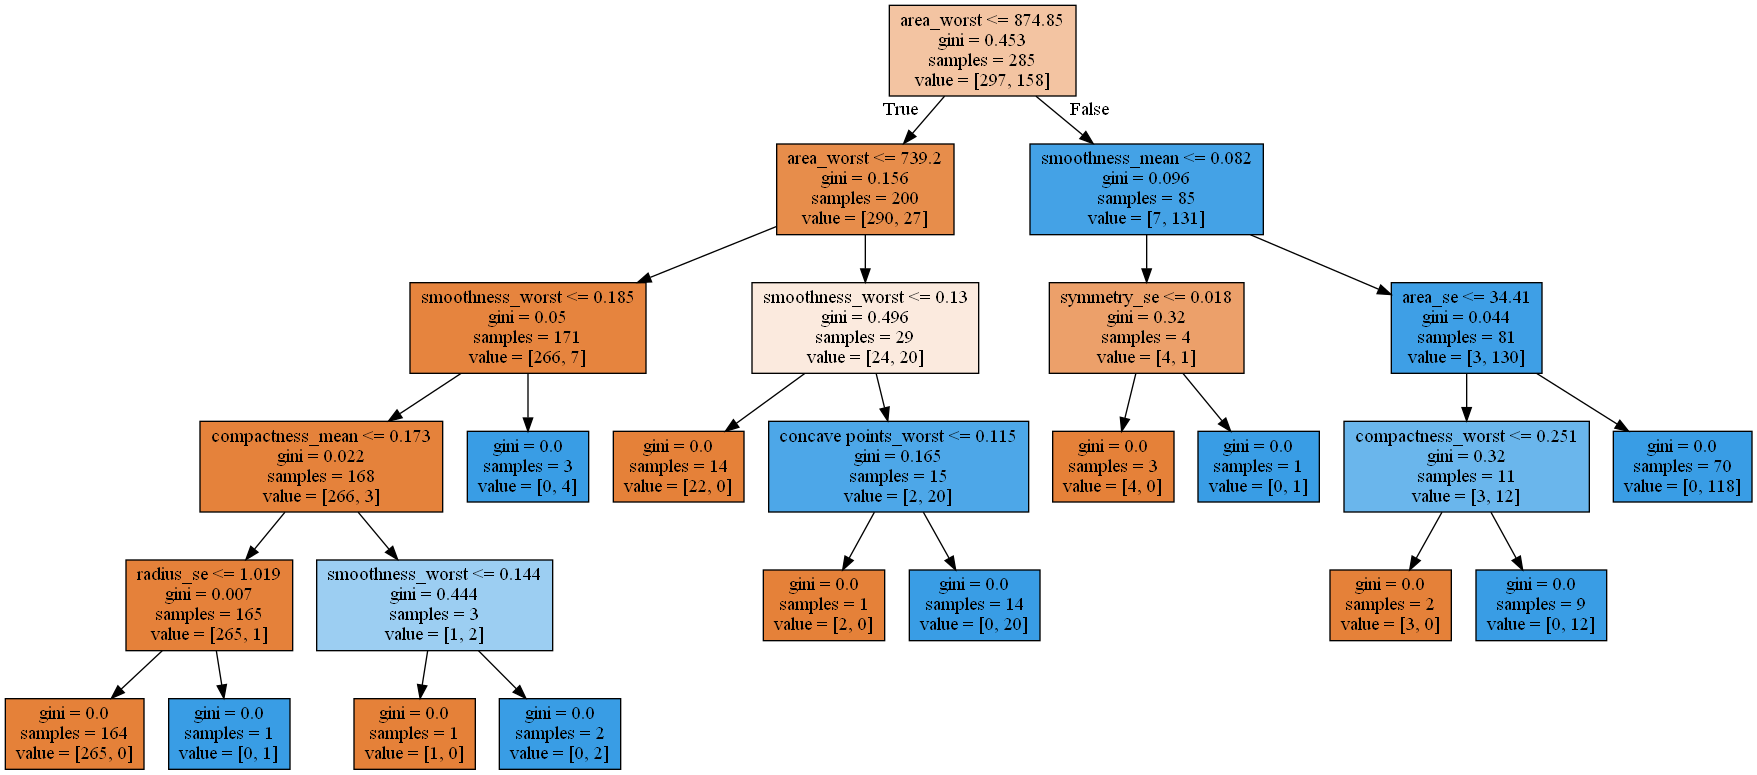 area_worst <= 874.85
gini = 0.453
samples = 285
value = [297, 158]
True
False
area_worst <= 739.2
gini = 0.156
samples = 200
value = [290, 27]
smoothness_mean <= 0.082
gini = 0.096
samples = 85
value = [7, 131]
smoothness_worst <= 0.185
gini = 0.05
samples = 171
value = [266, 7]
smoothness_worst <= 0.13
gini = 0.496
samples = 29
value = [24, 20]
symmetry_se <= 0.018
gini = 0.32
samples = 4
value = [4, 1]
area_se <= 34.41
gini = 0.044
samples = 81
value = [3, 130]
compactness_mean <= 0.173
gini = 0.022
samples = 168
value = [266, 3]
gini = 0.0
samples = 3
value = [0, 4]
gini = 0.0
samples = 14
value = [22, 0]
concave points_worst <= 0.115
gini = 0.165
samples = 15
value = [2, 20]
gini = 0.0
samples = 3
value = [4, 0]
gini = 0.0
samples = 1
value = [0, 1]
compactness_worst <= 0.251
gini = 0.32
samples = 11
value = [3, 12]
gini = 0.0
samples = 70
value = [0, 118]
radius_se <= 1.019
gini = 0.007
samples = 165
value = [265, 1]
smoothness_worst <= 0.144
gini = 0.444
samples = 3
value = [1, 2]
gini = 0.0
samples = 1
value = [2, 0]
gini = 0.0
samples = 14
value = [0, 20]
gini = 0.0
samples = 2
value = [3, 0]
gini = 0.0
samples = 9
value = [0, 12]
gini = 0.0
samples = 164
value = [265, 0]
gini = 0.0
samples = 1
value = [0, 1]
gini = 0.0
samples = 1
value = [1, 0]
gini = 0.0
samples = 2
value = [0, 2]